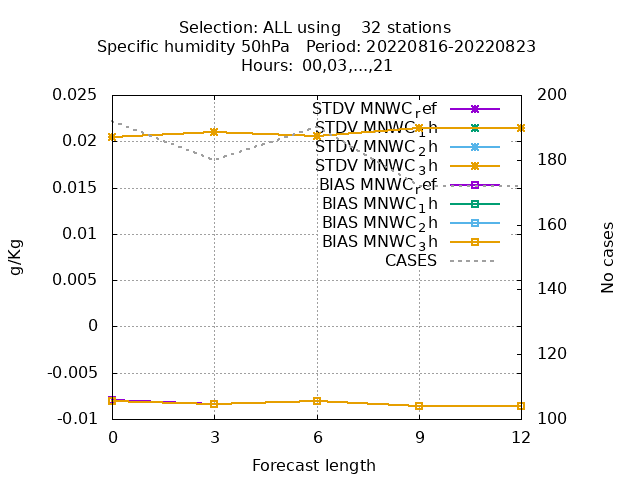 Selection: ALL using    32 stations
Specific humidity 50hPa   Period: 20220816-20220823
Hours:  00,03,...,21
0.025
0.02
0.015
0.01
0.005
0
-0.005
-0.01
g/Kg
STDV MNWC_ref
STDV MNWC_1h
STDV MNWC_2h
STDV MNWC_3h
BIAS MNWC_ref
BIAS MNWC_1h
BIAS MNWC_2h
BIAS MNWC_3h
CASES
200
180
160
140
120
100
No cases
0 3 6 9 12
Forecast length